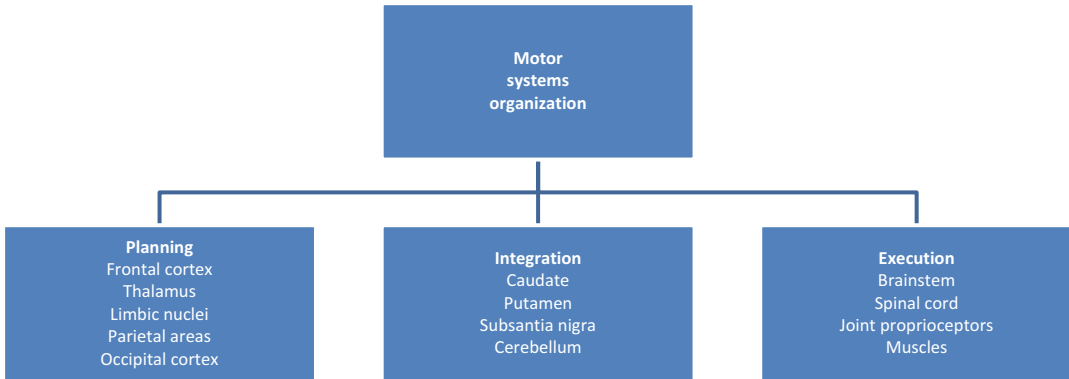 Motor
systems
organization
Planning
Frontal cortex
Thalamus
Limbic nuclei
Parietal areas
Occipital cortex
Integration
Caudate
Putamen
Subsantia nigra
Cerebellum
Execution
Brainstem
Spinal cord
Joint proprioceptors
Muscles